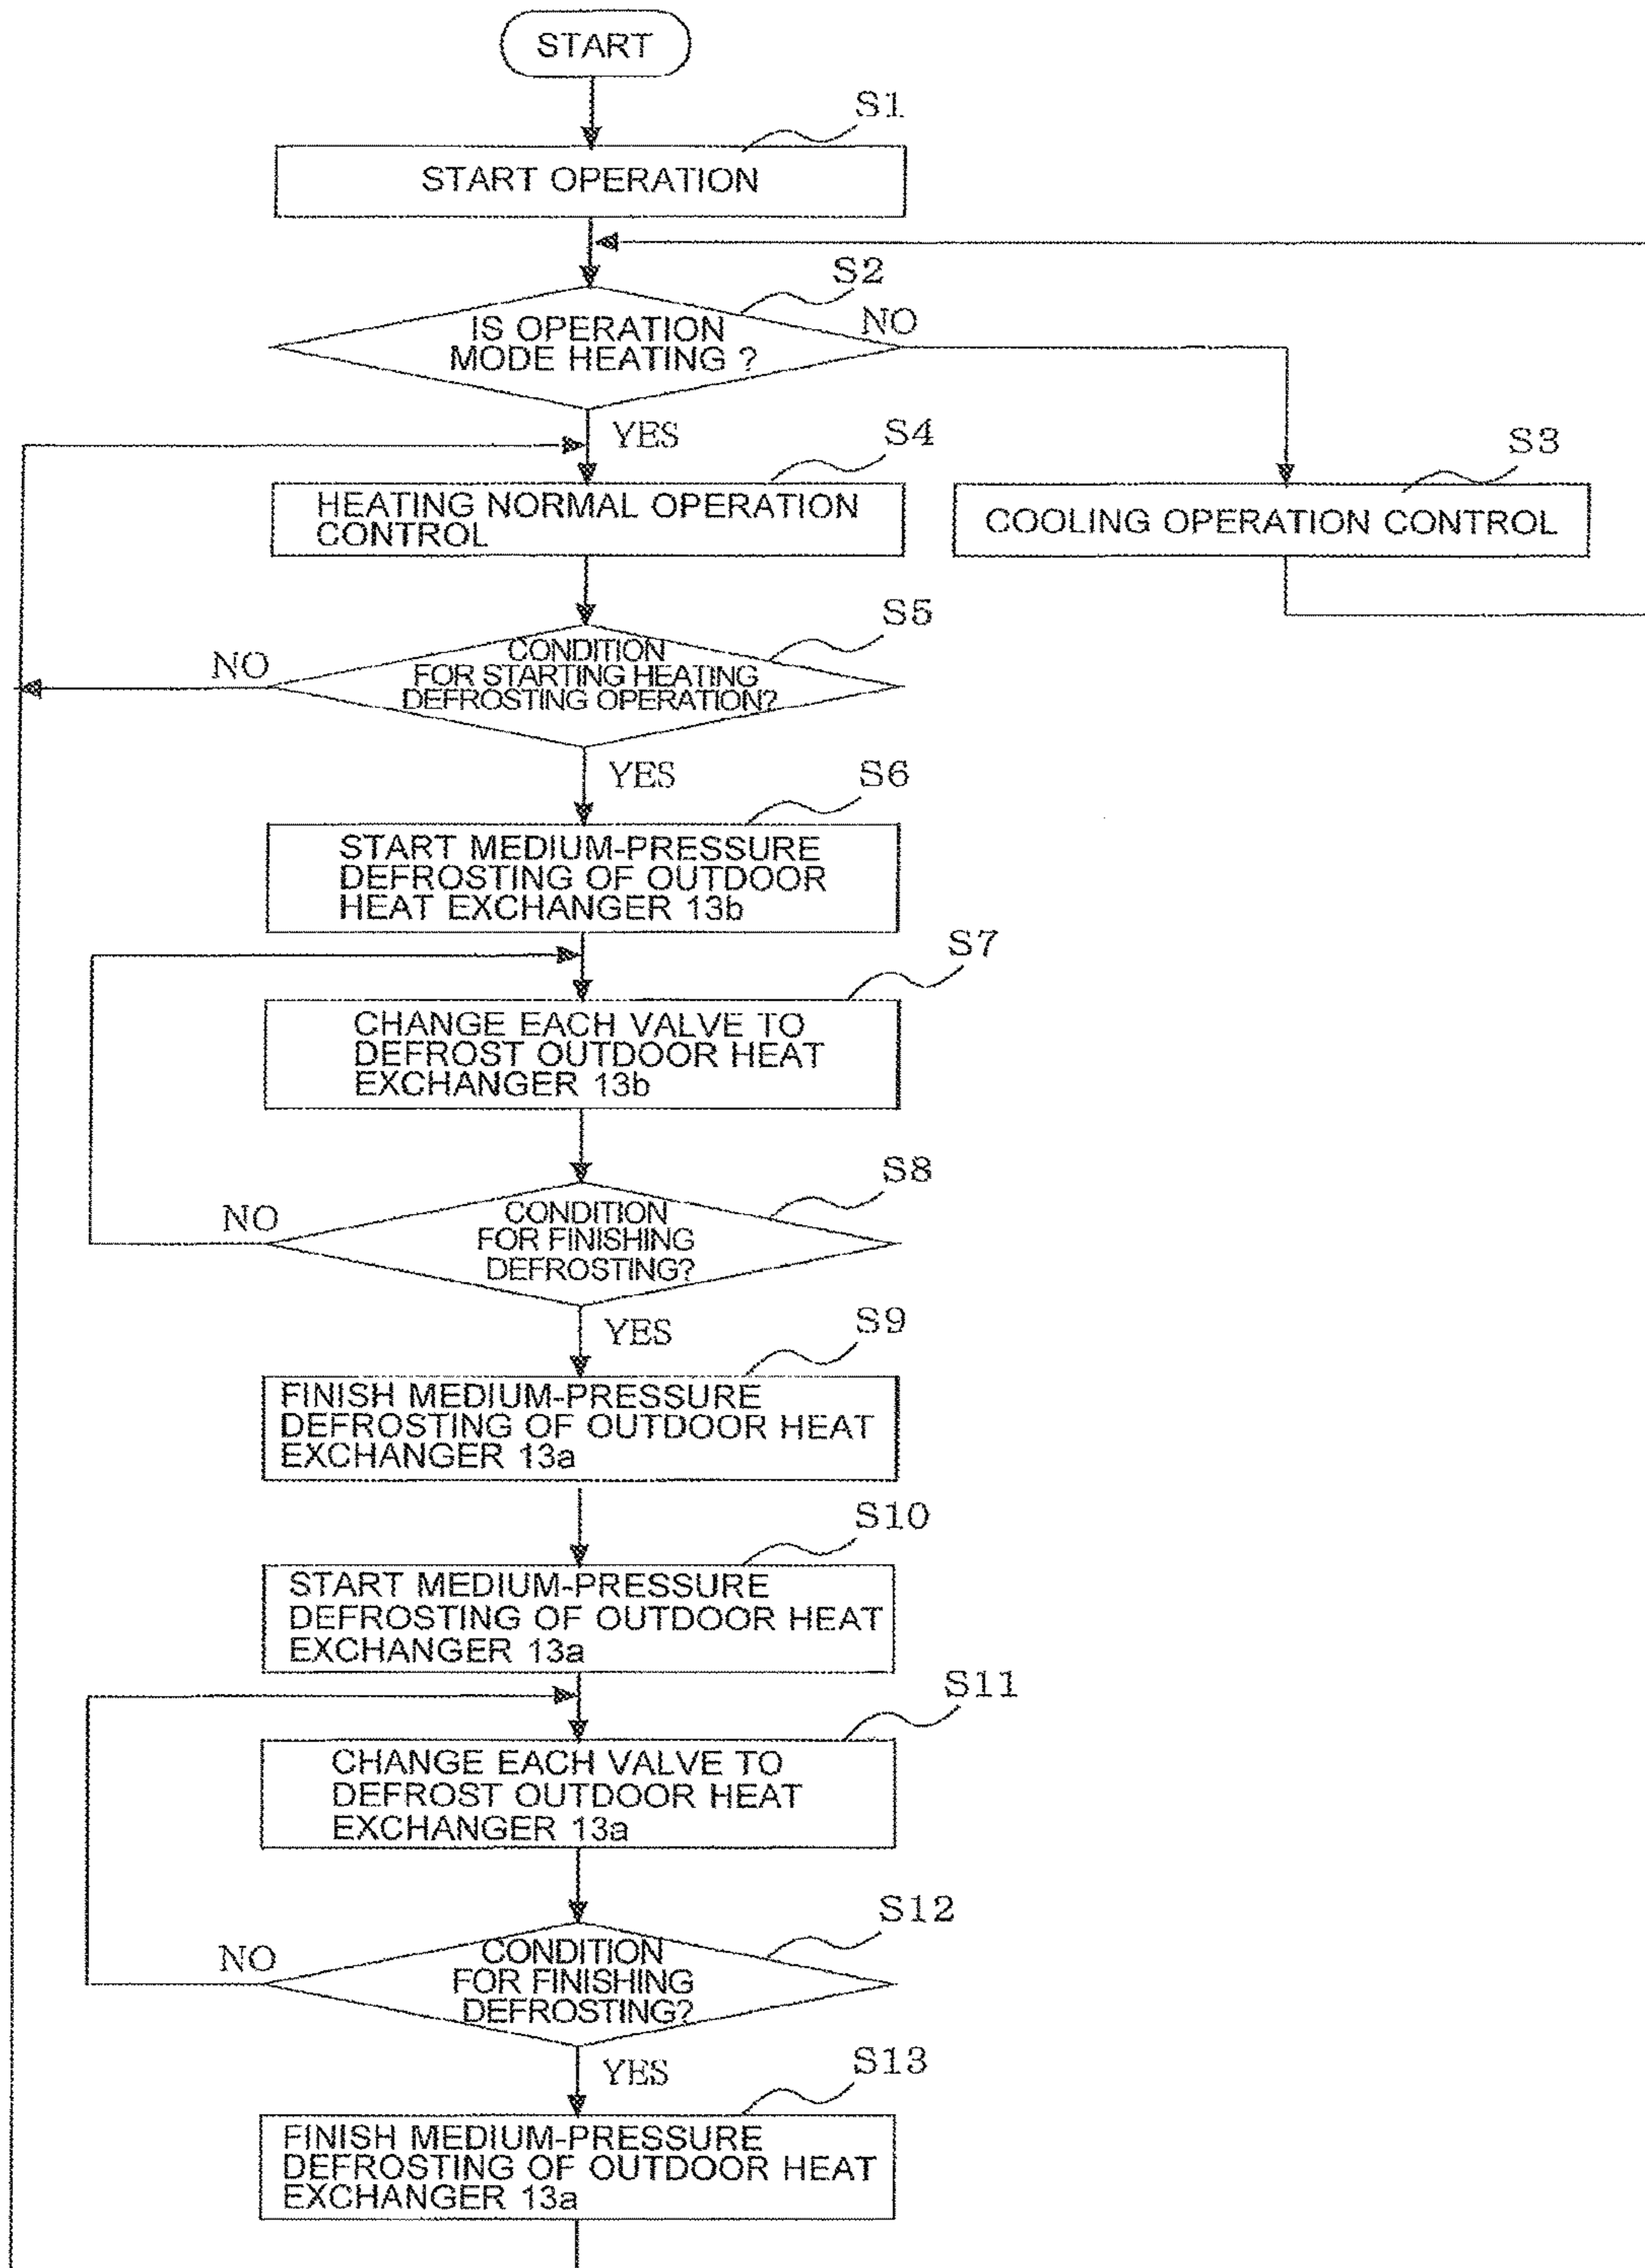 START
S1
START OPERATION
S2
IS OPERATION
MODE HEATING ?
NO
YES
S4
HEATING NORMAL OPERATION
CONTROL
S3
COOLING OPERATION CONTROL
S5
CONDITION
FOR STARTING HEATING
DEFROSTING OPERATION?
NO
YES
S6
START MEDIUM-PRESSURE
DEFROSTING OF OUTDOOR
HEAT EXCHANGER 13b
S7
CHANGE EACH VALVE TO
DEFROST OUTDOOR HEAT
EXCHANGER 13b
S8
CONDITION
FOR FINISHING
DEFROSTING?
NO
YES
S9
FINISH MEDIUM-PRESSURE
DEFROSTING OF OUTDOOR HEAT
EXCHANGER 13a
S10
START MEDIUM-PRESSURE
DEFROSTING OF OUTDOOR HEAT
EXCHANGER 13a
S11
CHANGE EACH VALVE TO
DEFROST OUTDOOR HEAT
EXCHANGER 13a
S12
CONDITION
FOR FINISHING
DEFROSTING?
NO
YES
S13
FINISH MEDIUM-PRESSURE
DEFROSTING OF OUTDOOR HEAT
EXCHANGER 13a